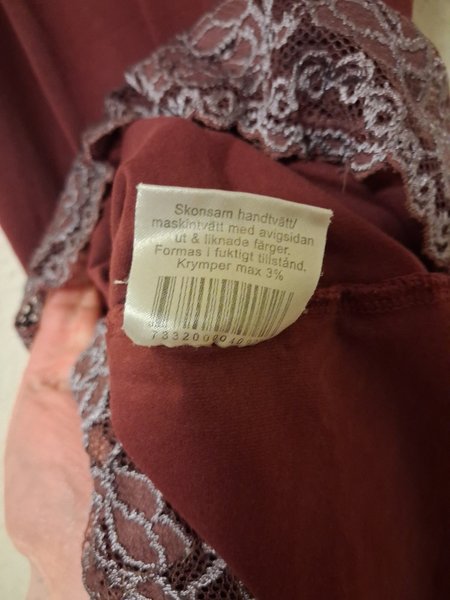 Skonsam handtvätt/
maskintvätt med avigsidan
ut & liknade färger.
Formas i fuktigt tillstånd.
Krymper max 3%